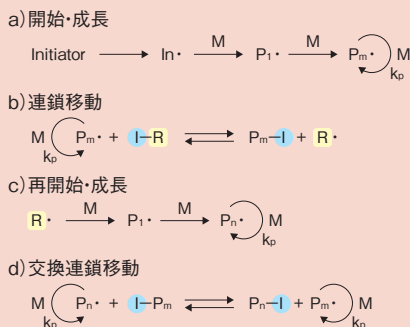 a)開始・成長
Initiator → In・ M → P₁・ M → Pₘ・ M
kₚ
b)連鎖移動
M Pₘ・ + I–R ⇌ Pₘ–I + R・
kₚ
c)再開始・成長
R・ M → P₁・ M → Pₙ・ M
kₚ
d)交換連鎖移動
M Pₙ・ + I–Pₘ ⇌ Pₙ–I + Pₘ・ M
kₚ kₚ